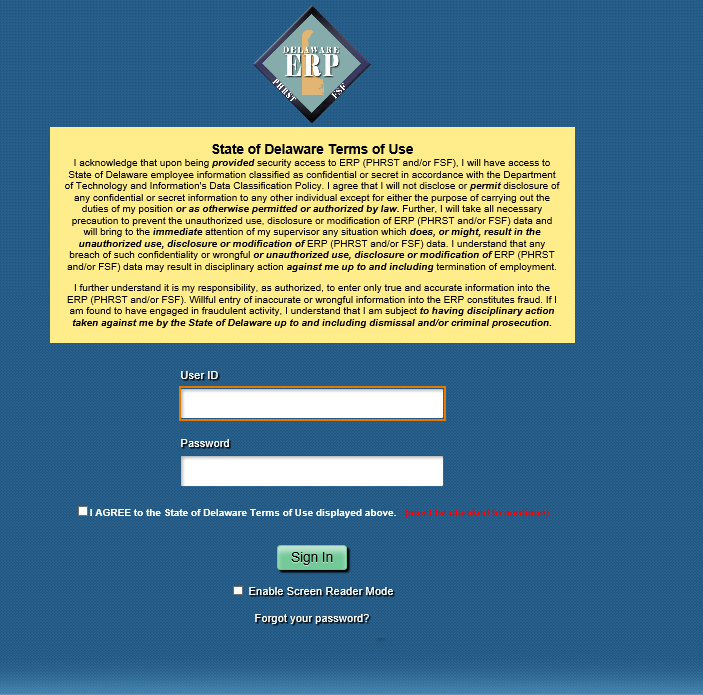 DELAWARE
ERP
PHRST FSF
State of Delaware Terms of Use
I acknowledge that upon being provided security access to ERP (PHRST and/or FSF), I will have access to
State of Delaware employee information classified as confidential or secret in accordance with the Department
of Technology and Information's Data Classification Policy. I agree that I will not disclose or permit disclosure of
any confidential or secret information to any other individual except for either the purpose of carrying out the
duties of my position or as otherwise permitted or authorized by law. Further, I will take all necessary
precaution to prevent the unauthorized use, disclosure or modification of ERP (PHRST and/or FSF) data and
will bring to the immediate attention of my supervisor any situation which does, or might, result in the
unauthorized use, disclosure or modification of ERP (PHRST and/or FSF) data. I understand that any
breach of such confidentiality or wrongful or unauthorized use, disclosure or modification of ERP (PHRST
and/or FSF) data may result in disciplinary action against me up to and including termination of employment.
I further understand it is my responsibility, as authorized, to enter only true and accurate information into the
ERP (PHRST and/or FSF). Willful entry of inaccurate or wrongful information into the ERP constitutes fraud. If I
am found to have engaged in fraudulent activity, I understand that I am subject to having disciplinary action
taken against me by the State of Delaware up to and including dismissal and/or criminal prosecution.
User ID
Password
I AGREE to the State of Delaware Terms of Use displayed above.
Sign In
Enable Screen Reader Mode
Forgot your password?